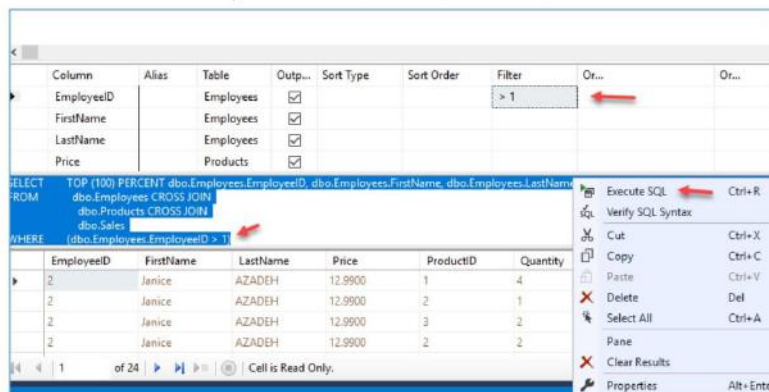 Column Alias Table Outp... Sort Type Sort Order Filter Or... Or...
EmployeeID Employees > 1
FirstName Employees
LastName Employees
Price Products
SELECT TOP (100) PERCENT dbo.Employees.EmployeeID, dbo.Employees.FirstName, dbo.Employees.LastName
FROM dbo.Employees CROSS JOIN
dbo.Products CROSS JOIN
dbo.Sales
WHERE (dbo.Employees.EmployeeID > 1)
EmployeeID FirstName LastName Price ProductID Quantity
2 Janice AZADEH 12.9900 1 4
2 Janice AZADEH 12.9900 2 1
2 Janice AZADEH 12.9900 3 2
2 Janice AZADEH 12.9900 2 2
1 of 24 Cell is Read Only.
Execute SQL Ctrl+R
Verify SQL Syntax
Cut Ctrl+X
Copy Ctrl+C
Paste Ctrl+V
Delete Del
Select All Ctrl+A
Pane
Clear Results
Properties Alt+Ente